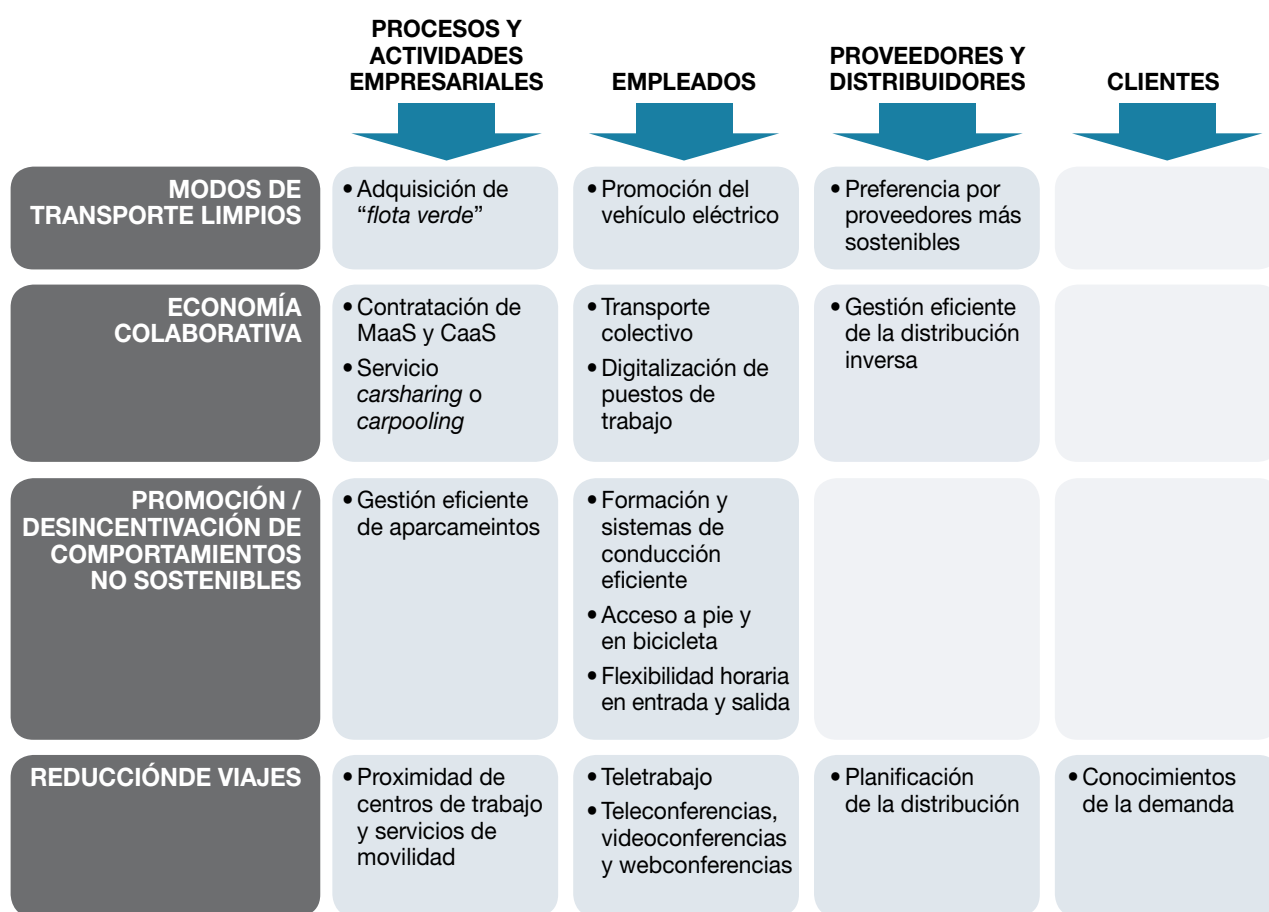 PROCESOS Y
ACTIVIDADES
EMPRESARIALES
EMPLEADOS
PROVEEDORES Y
DISTRIBUIDORES
CLIENTES
MODOS DE
TRANSPORTE LIMPIOS
• Adquisición de
“flota verde”
• Promoción del
vehículo eléctrico
• Preferencia por
proveedores más
sostenibles
ECONOMÍA
COLABORATIVA
• Contratación de
MaaS y CaaS
• Servicio
carsharing o
carpooling
• Transporte
colectivo
• Digitalización de
puestos de
trabajo
• Gestión eficiente
de la distribución
inversa
PROMOCIÓN /
DESINCENTIVACIÓN DE
COMPORTAMIENTOS
NO SOSTENIBLES
• Gestión eficiente
de aparcameintos
• Formación y
sistemas de
conducción
eficiente
• Acceso a pie y
en bicicleta
• Flexibilidad horaria
en entrada y salida
REDUCCIÓNDE VIAJES
• Proximidad de
centros de trabajo
y servicios de
movilidad
• Teletrabajo
• Teleconferencias,
videoconferencias
y webconferencias
• Planificación
de la distribución
• Conocimientos
de la demanda